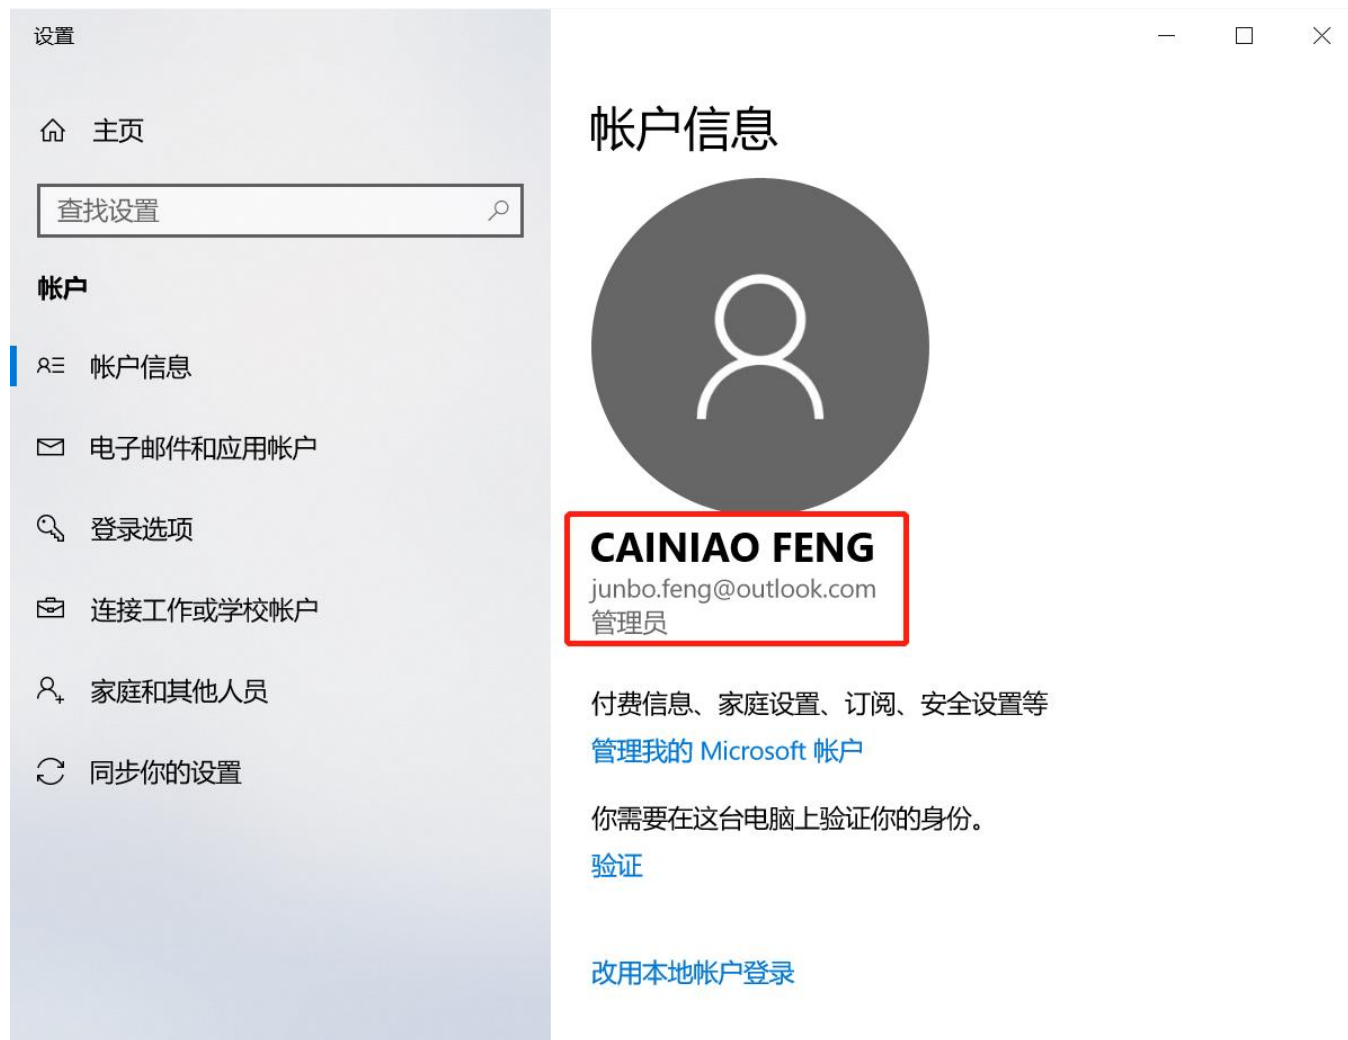 设置
主页
查找设置
帐户
帐户信息
电子邮件和应用帐户
登录选项
连接工作或学校帐户
家庭和其他人员
同步你的设置
帐户信息
CAINIAO FENG
junbo.feng@outlook.com
管理员
付费信息、家庭设置、订阅、安全设置等
管理我的 Microsoft 帐户
你需要在这台电脑上验证你的身份。
验证
改用本地帐户登录